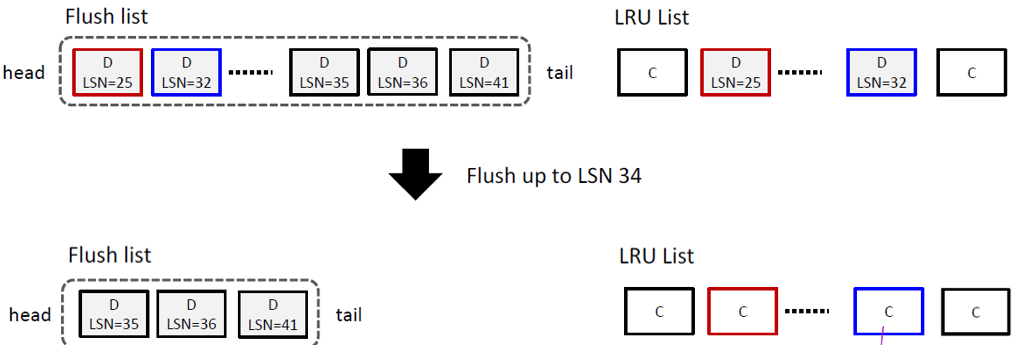 Flush list
LRU List
head
D
LSN=25
D
LSN=32
D
LSN=35
D
LSN=36
D
LSN=41
tail
C
D
LSN=25
D
LSN=32
C
Flush up to LSN 34
Flush list
LRU List
head
D
LSN=35
D
LSN=36
D
LSN=41
tail
C
C
C
C